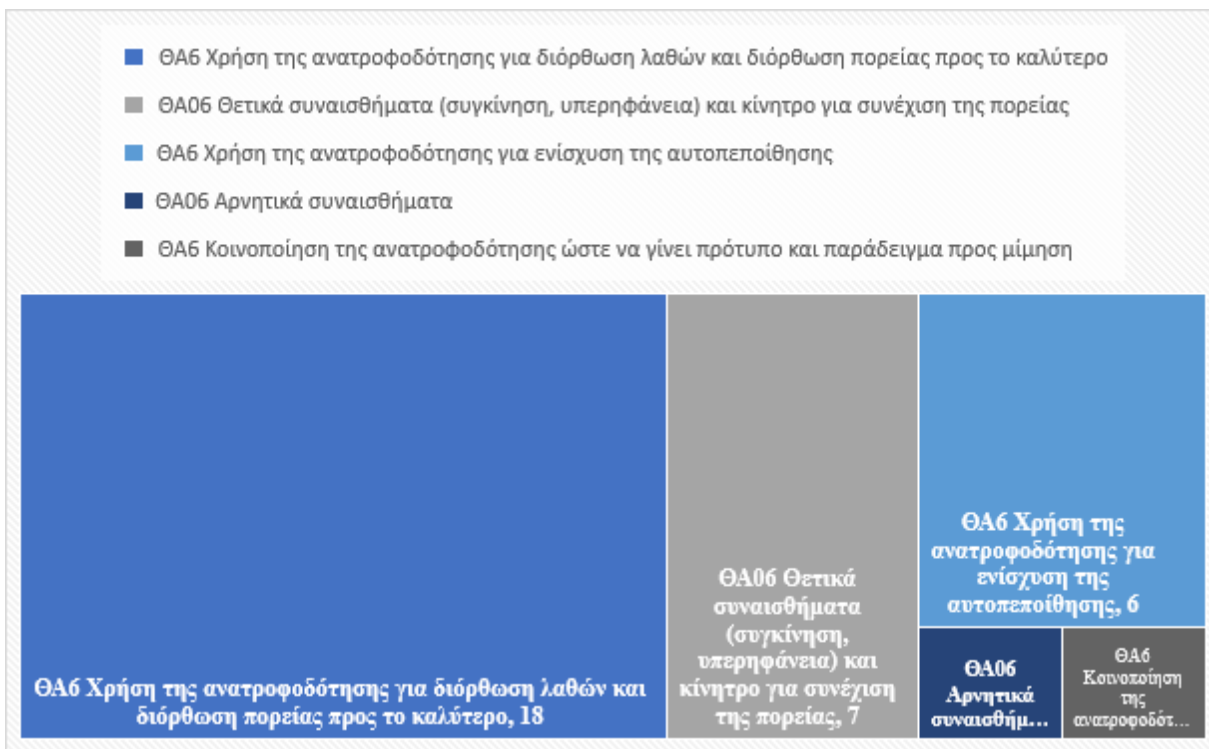 ΘΑ6 Χρήση της ανατροφοδότησης για διόρθωση λαθών και διόρθωση πορείας προς το καλύτερο
ΘΑ06 Θετικά συναισθήματα (συγκίνηση, υπερηφάνεια) και κίνητρο για συνέχιση της πορείας
ΘΑ6 Χρήση της ανατροφοδότησης για ενίσχυση της αυτοπεποίθησης
ΘΑ06 Αρνητικά συναισθήματα
ΘΑ6 Κοινοποίηση της ανατροφοδότησης ώστε να γίνει πρότυπο και παράδειγμα προς μίμηση
ΘΑ6 Χρήση της ανατροφοδότησης για διόρθωση λαθών και
διόρθωση πορείας προς το καλύτερο, 18
ΘΑ06 Θετικά
συναισθήματα
(συγκίνηση,
υπερηφάνεια) και
κίνητρο για συνέχιση
της πορείας, 7
ΘΑ6 Χρήση της
ανατροφοδότησης για
ενίσχυση της
αυτοπεποίθησης, 6
ΘΑ06
Αρνητικά
συναισθήμ...
ΘΑ6
Κοινοποίηση
της
ανατροφοδότ...